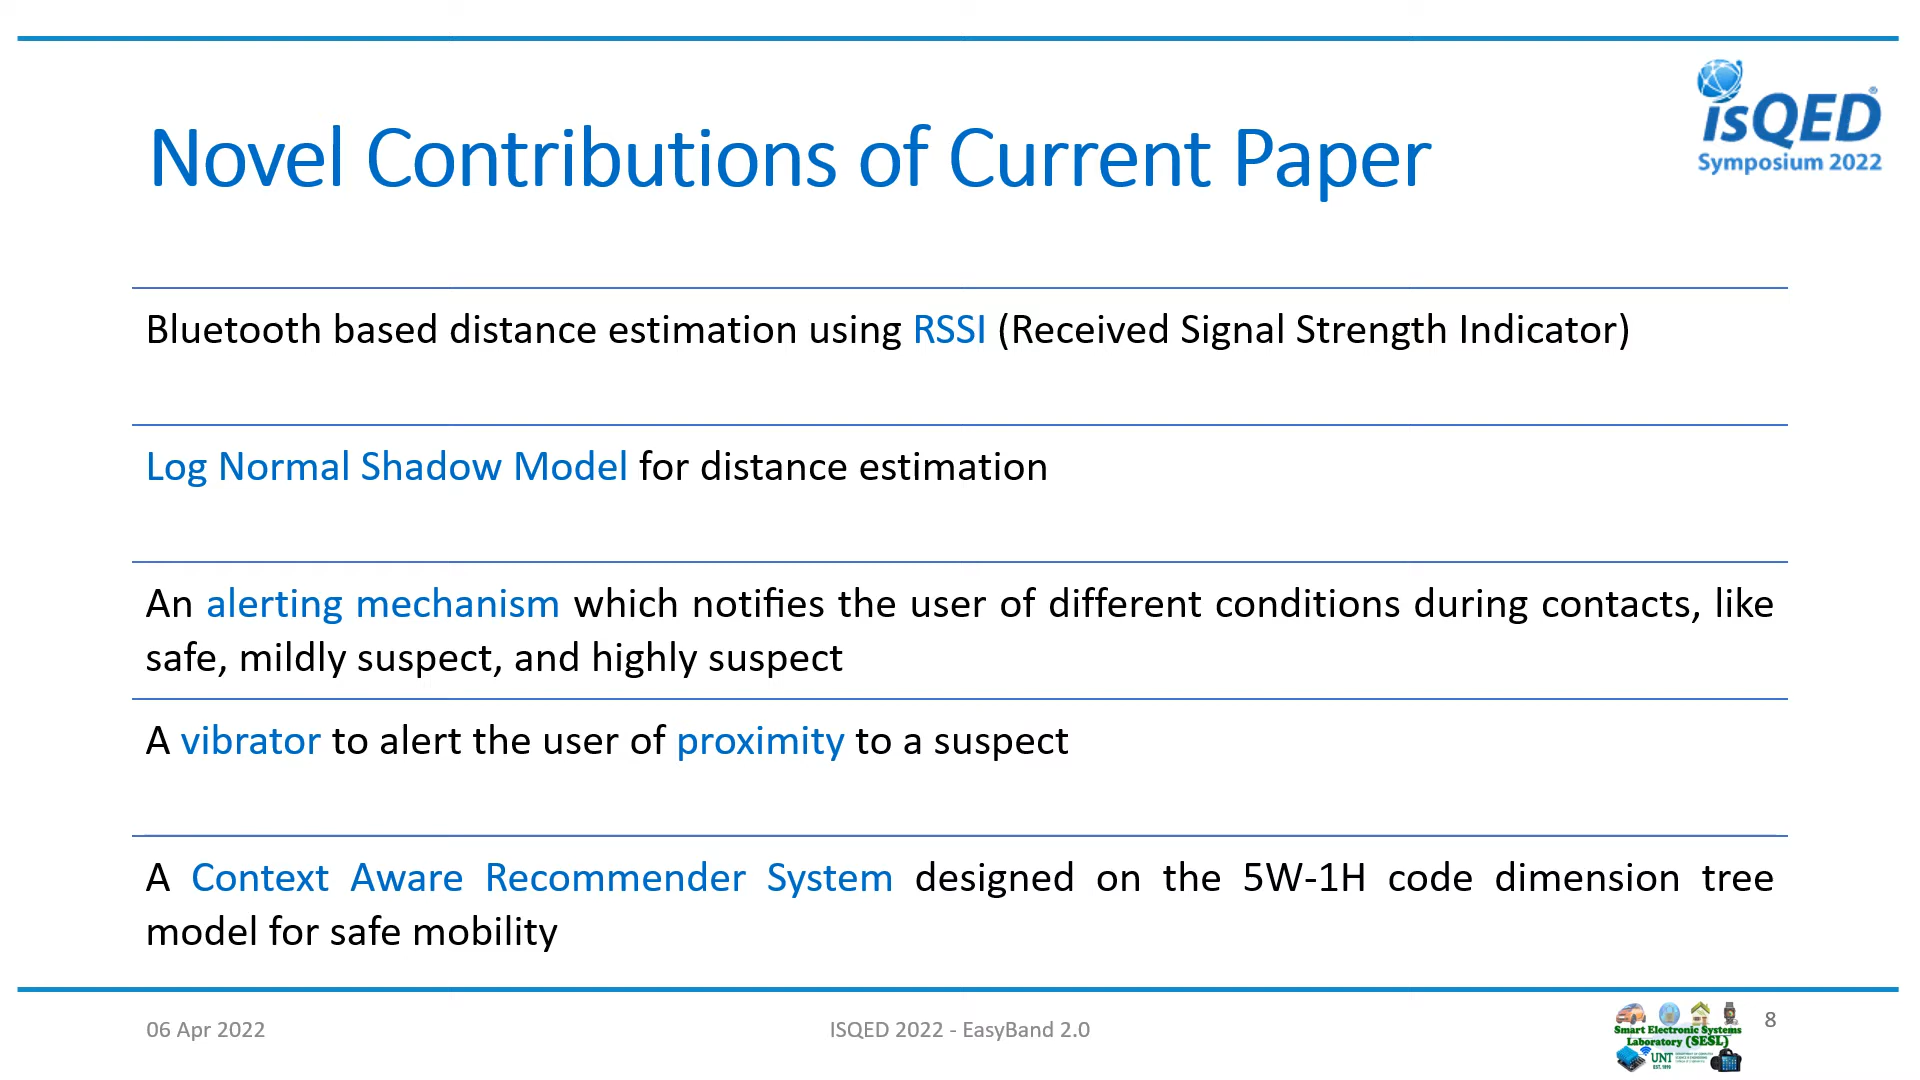 isQED®
Symposium 2022
Novel Contributions of Current Paper
Bluetooth based distance estimation using RSSI (Received Signal Strength Indicator)
Log Normal Shadow Model for distance estimation
An alerting mechanism which notifies the user of different conditions during contacts, like
safe, mildly suspect, and highly suspect
A vibrator to alert the user of proximity to a suspect
A Context Aware Recommender System designed on the 5W-1H code dimension tree
model for safe mobility
06 Apr 2022
ISQED 2022 - EasyBand 2.0
Smart Electronic Systems
Laboratory (SESL)
UNT
EST. 1890
8